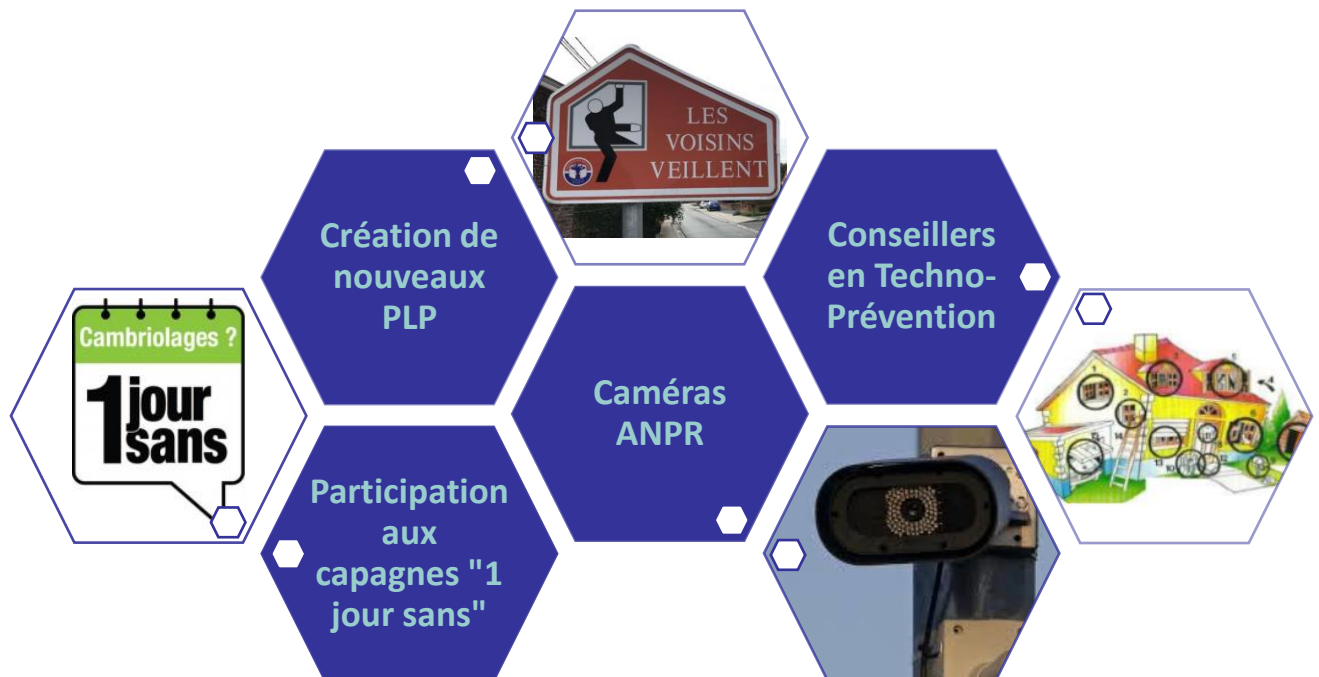 LES
VOISINS
VEILLENT
Création de
nouveaux
PLP
Conseillers
en Techno-
Prévention
Cambriolages ?
1 jour
sans
Caméras
ANPR
Participation
aux
capagnes "1
jour sans"